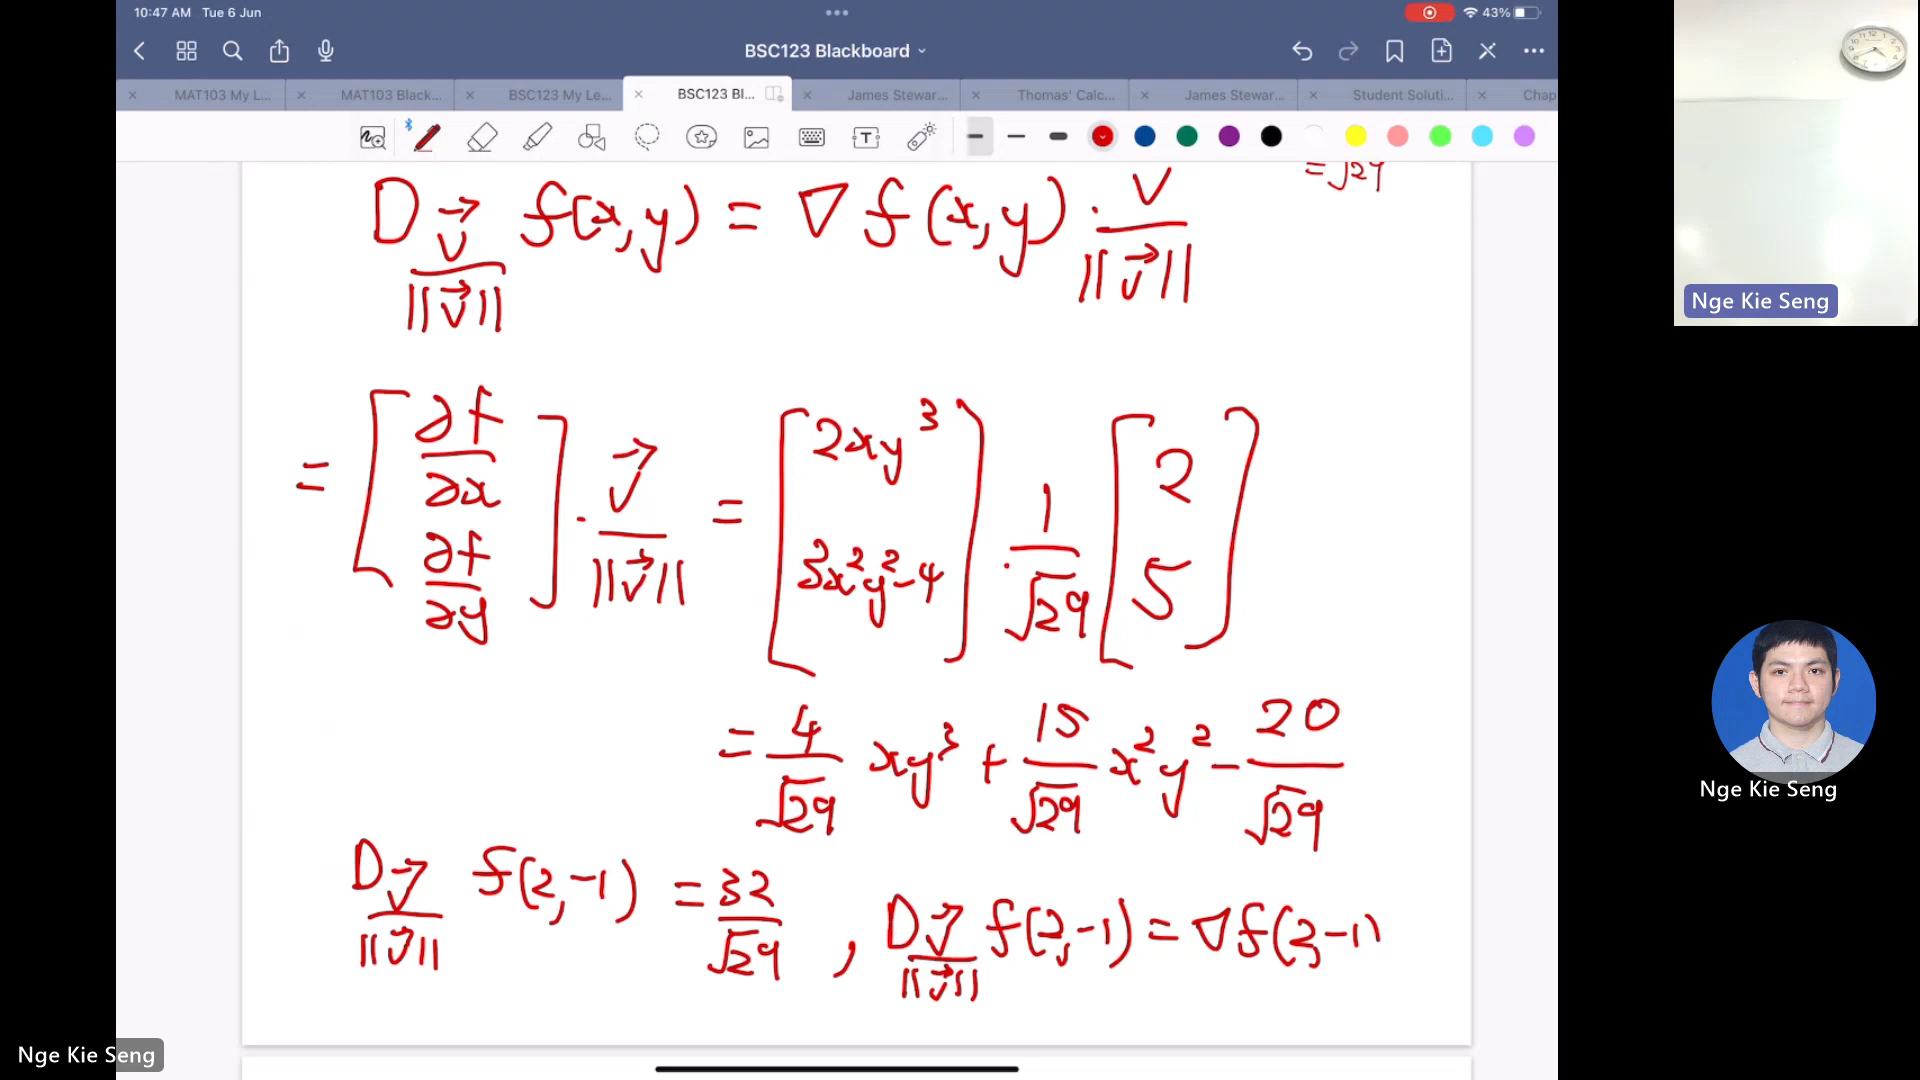 10:47 AM Tue 6 Jun
43%
BSC123 Blackboard
MAT103 My L...
MAT103 Black...
BSC123 My Le...
BSC123 Bl...
James Stewar...
Thomas' Calc...
James Stewar...
Student Soluti...
Chap
= √29
D v⃗/||v⃗|| f(x,y) = ∇ f(x,y) · v/||v⃗||
= [∂f/∂x ∂f/∂y] · v⃗/||v⃗|| = [2xy³ 3x²y²-4] · 1/√29 [2 5]
= 4/√29 xy³ + 15/√29 x²y² - 20/√29
D v⃗/||v⃗|| f(2,-1) = 32/√29 , D v⃗/||v⃗|| f(2,-1) = ∇f(2,-1)
Nge Kie Seng
Nge Kie Seng
Nge Kie Seng